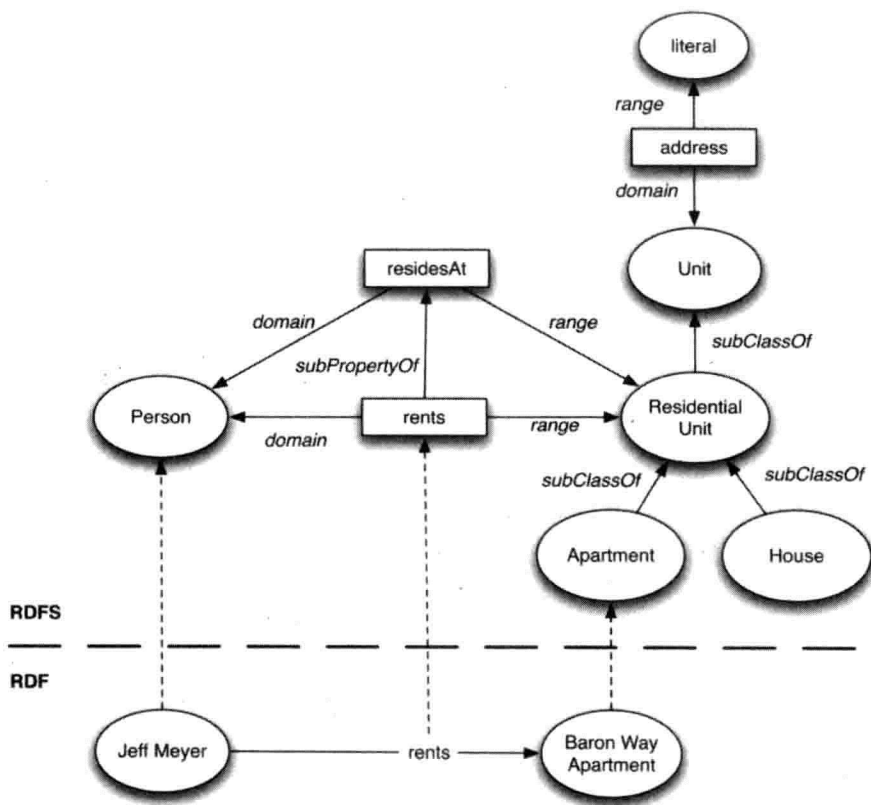 literal
range
address
domain
Unit
residesAt
domain
range
subClassOf
subPropertyOf
Person
rents
Residential
Unit
domain
range
subClassOf
subClassOf
Apartment
House
RDFS
RDF
Jeff Meyer
rents
Baron Way
Apartment